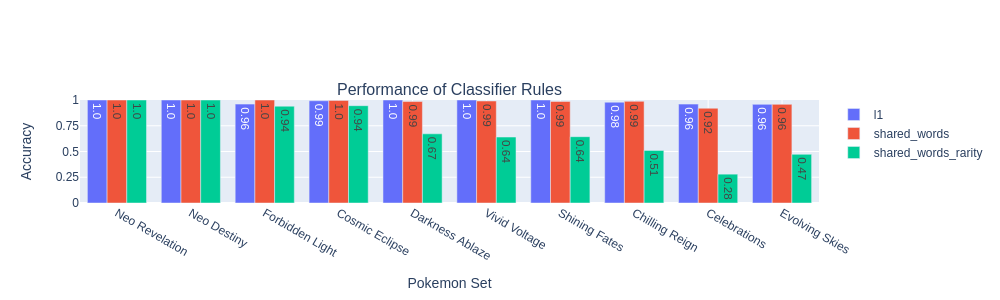 Performance of Classifier Rules
Accuracy
1
0.75
0.5
0.25
0
1.0 1.0 1.0
1.0 1.0 1.0
0.96 1.0 0.94
0.99 1.0 0.94
1.0 0.99 0.67
1.0 0.99 0.64
1.0 0.99 0.64
0.98 0.99 0.51
0.96 0.92 0.28
0.96 0.96 0.47
Neo Revelation
Neo Destiny
Forbidden Light
Cosmic Eclipse
Darkness Ablaze
Vivid Voltage
Shining Fates
Chilling Reign
Celebrations
Evolving Skies
Pokemon Set
l1
shared_words
shared_words_rarity